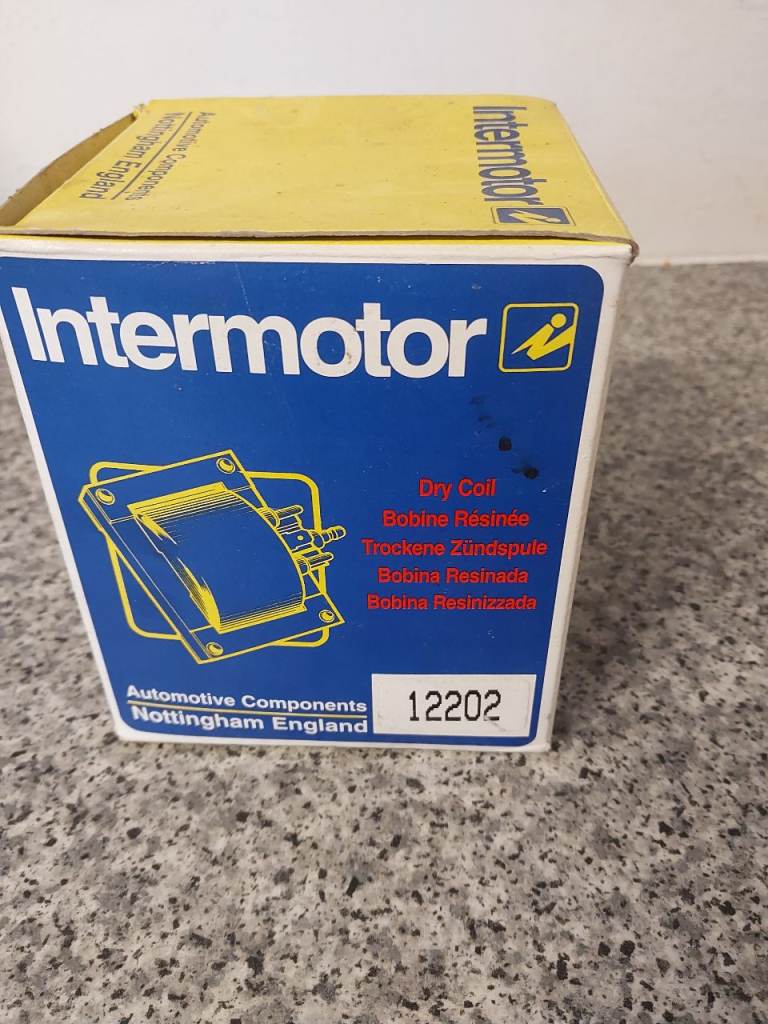 Automotive Components
Nottingham England
Intermotor
Intermotor
Dry Coil
Bobine Résinée
Trockene Zündspule
Bobina Resinada
Bobina Resinizzada
Automotive Components
Nottingham England
12202